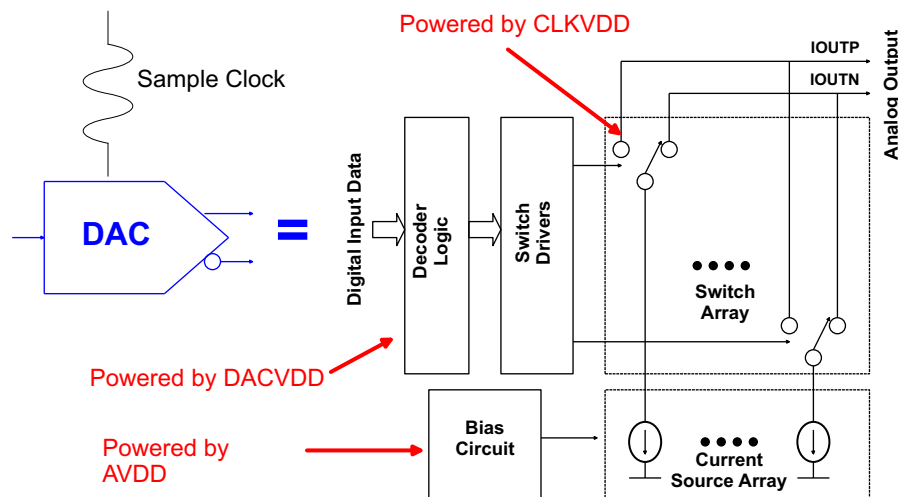 Powered by CLKVDD
IOUTP
IOUTN
Analog Output
Sample Clock
DAC
=
Digital Input Data
Decoder
Logic
Switch
Drivers
Switch
Array
Powered by DACVDD
Powered by
AVDD
Bias
Circuit
Current
Source Array